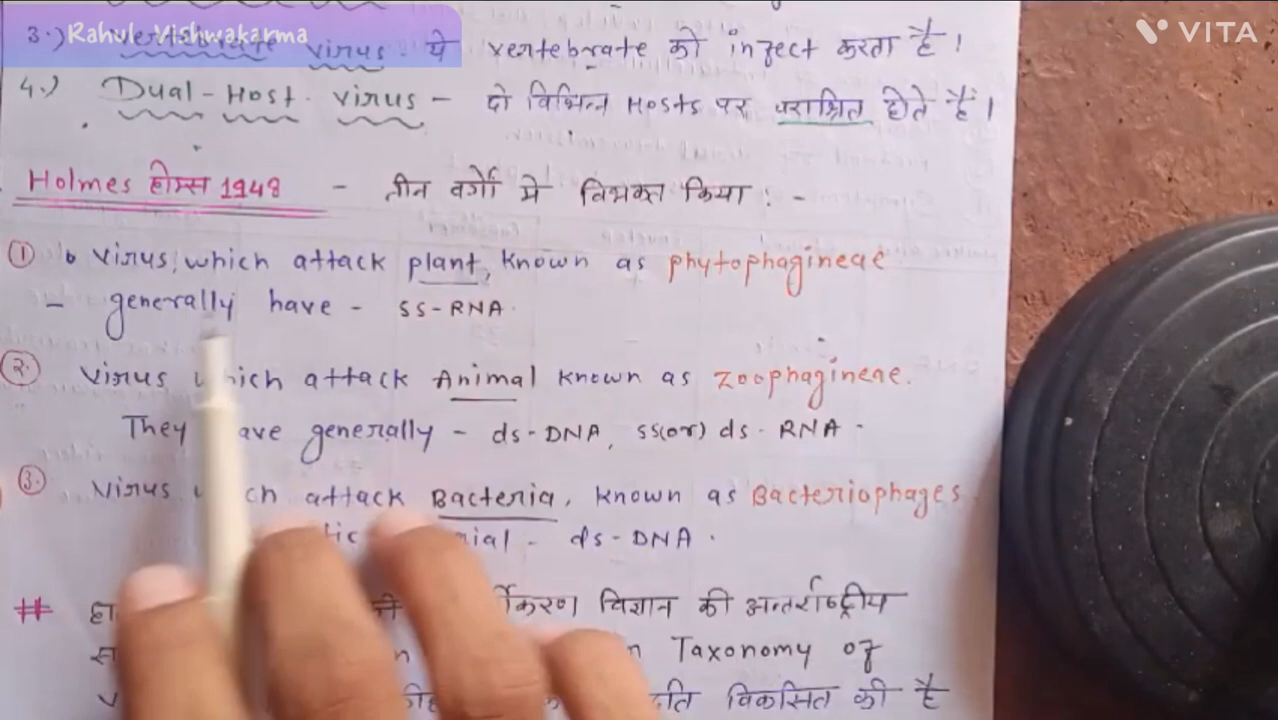 Rahul Vishwakarma
VITA
3.) vertebrate virus - ये vertebrate को infect करता है।
4.) Dual-Host virus - दो विभिन्न Hosts पर पराश्रित होते हैं।
Holmes होम्स 1948 - तीन वर्गों में विभक्त किया : -
① virus, which attack plant, known as phytophagineae
- generally have - ss-RNA.
②. virus which attack Animal known as zoophagineae.
They have generally - ds-DNA, ss(or) ds-RNA -
③. virus which attack Bacteria, known as Bacteriophages.
- ds-DNA.
# विज्ञान की अन्तर्राष्ट्रीय
Taxonomy of
विकसित की है